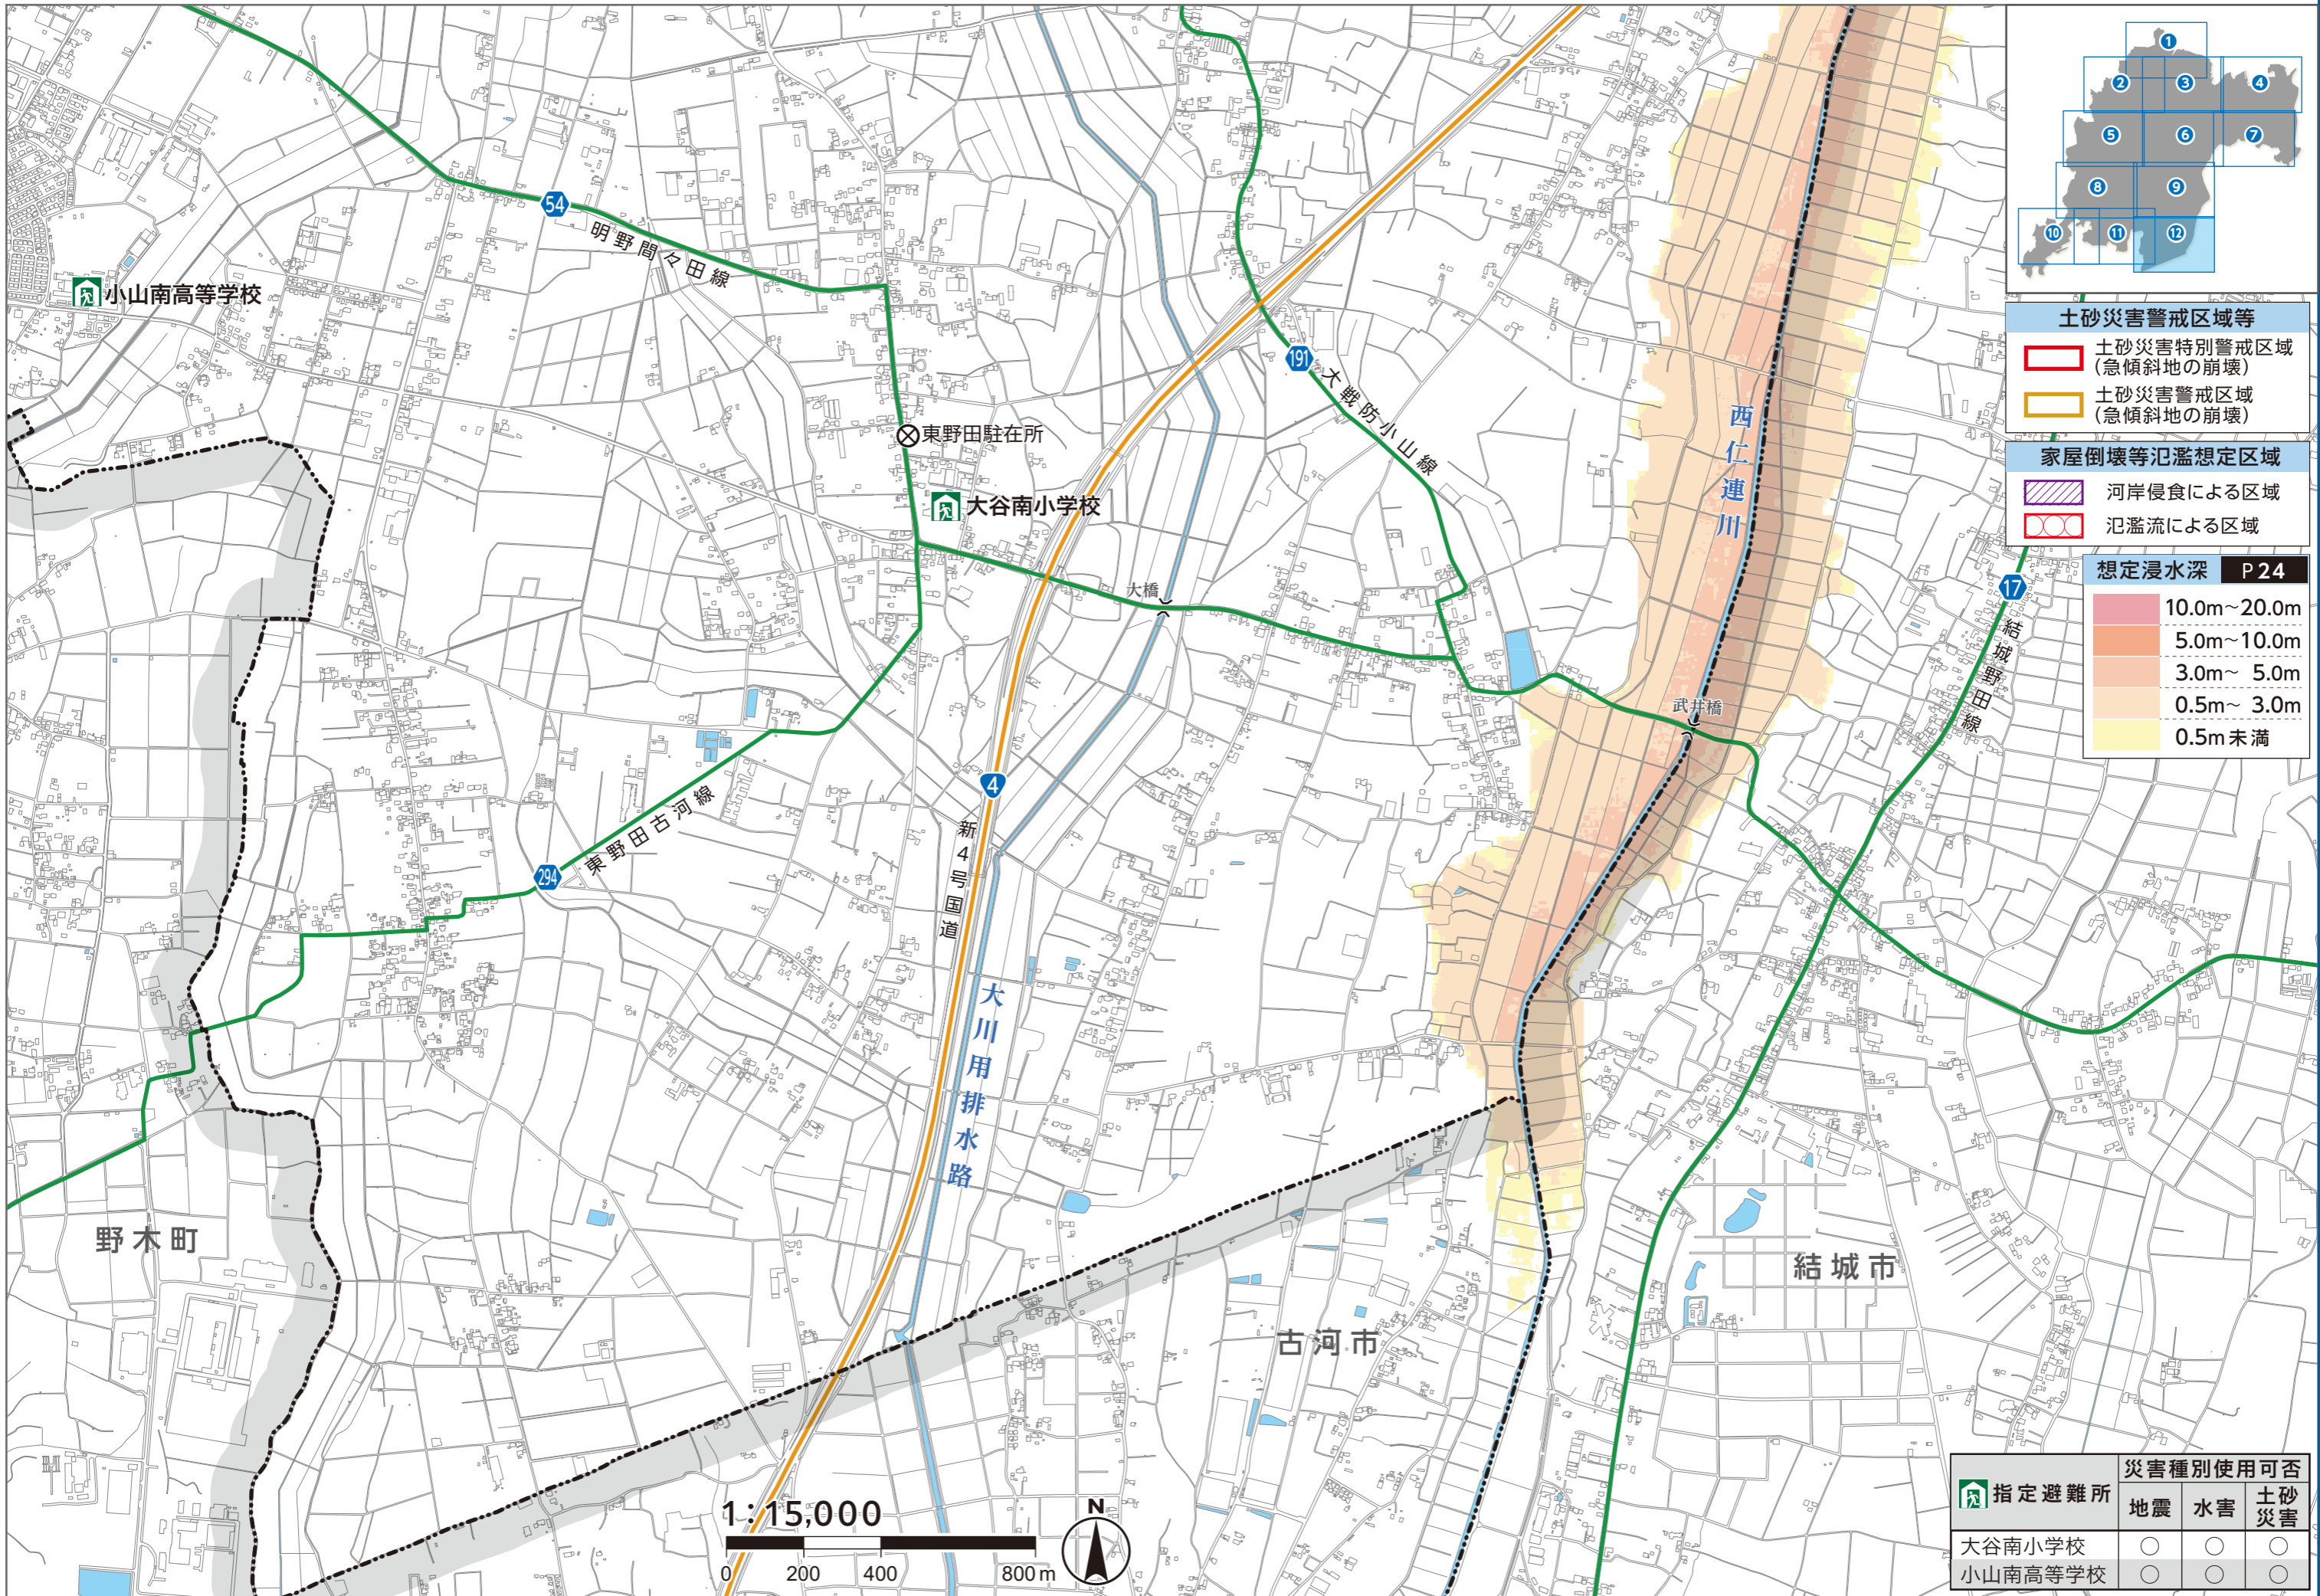 54
明野間々田線
小山南高等学校
東野田駐在所
大谷南小学校
191
大戦防小山線
西仁連川
大橋
武井橋
17
結城野田線
4
新4号国道
294
東野田古河線
大川用排水路
野木町
古河市
結城市
1:15,000
0 200 400 800m
N
1
2
3
4
5
6
7
8
9
10
11
12
土砂災害警戒区域等
土砂災害特別警戒区域
(急傾斜地の崩壊)
土砂災害警戒区域
(急傾斜地の崩壊)
家屋倒壊等氾濫想定区域
河岸侵食による区域
氾濫流による区域
想定浸水深 P24
10.0m~20.0m
5.0m~10.0m
3.0m~ 5.0m
0.5m~ 3.0m
0.5m未満
指定避難所 災害種別使用可否
地震 水害 土砂災害
大谷南小学校 ○ ○ ○
小山南高等学校 ○ ○ ○